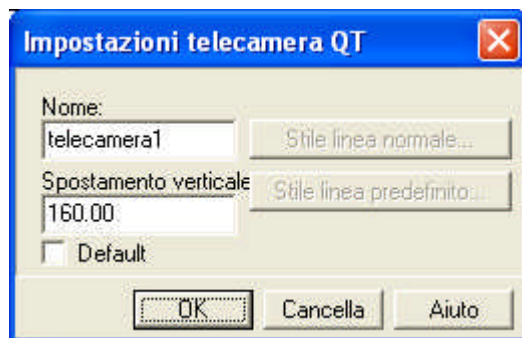 Impostazioni telecamera QT
Nome:
telecamera1
Stile linea normale...
Spostamento verticale
Stile linea predefinito...
160.00
Default
OK
Cancella
Aiuto